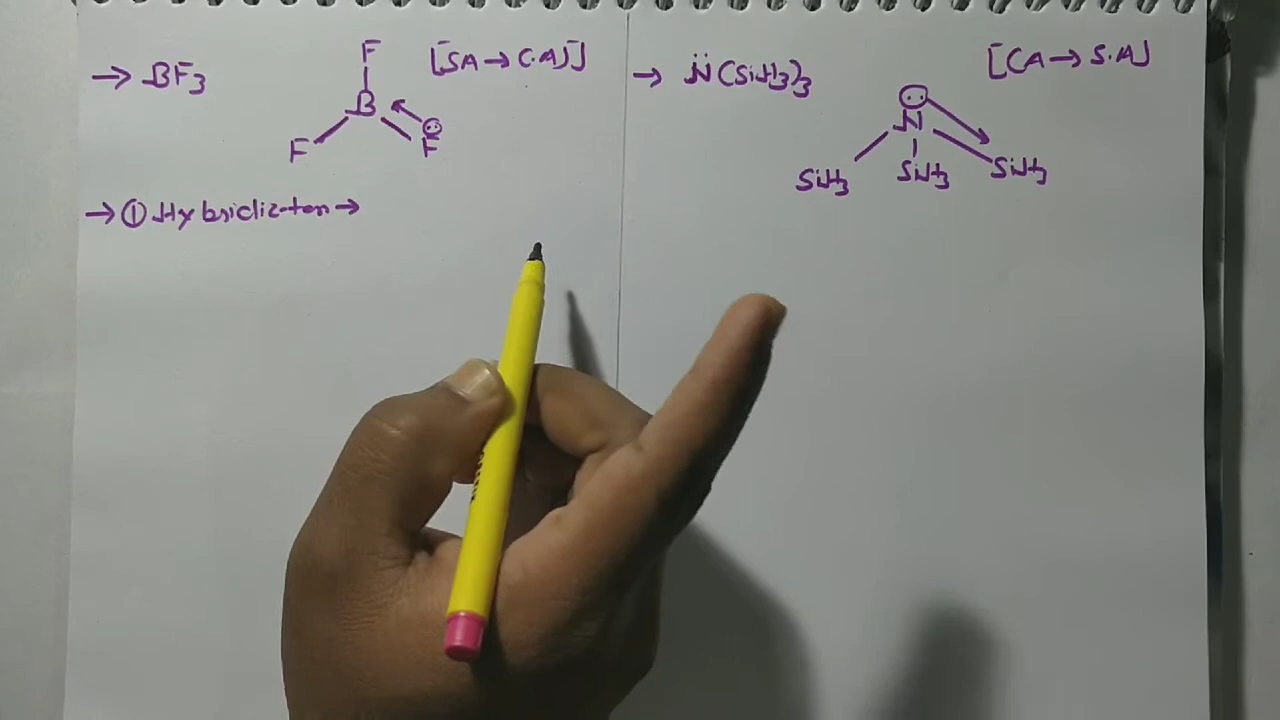 → BF3
F
[SA → C.A)]
B
F
F
→ ① Hybridization →
→ N̈(SiH3)3
[CA → S.A]
N
SiH3
SiH3
SiH3